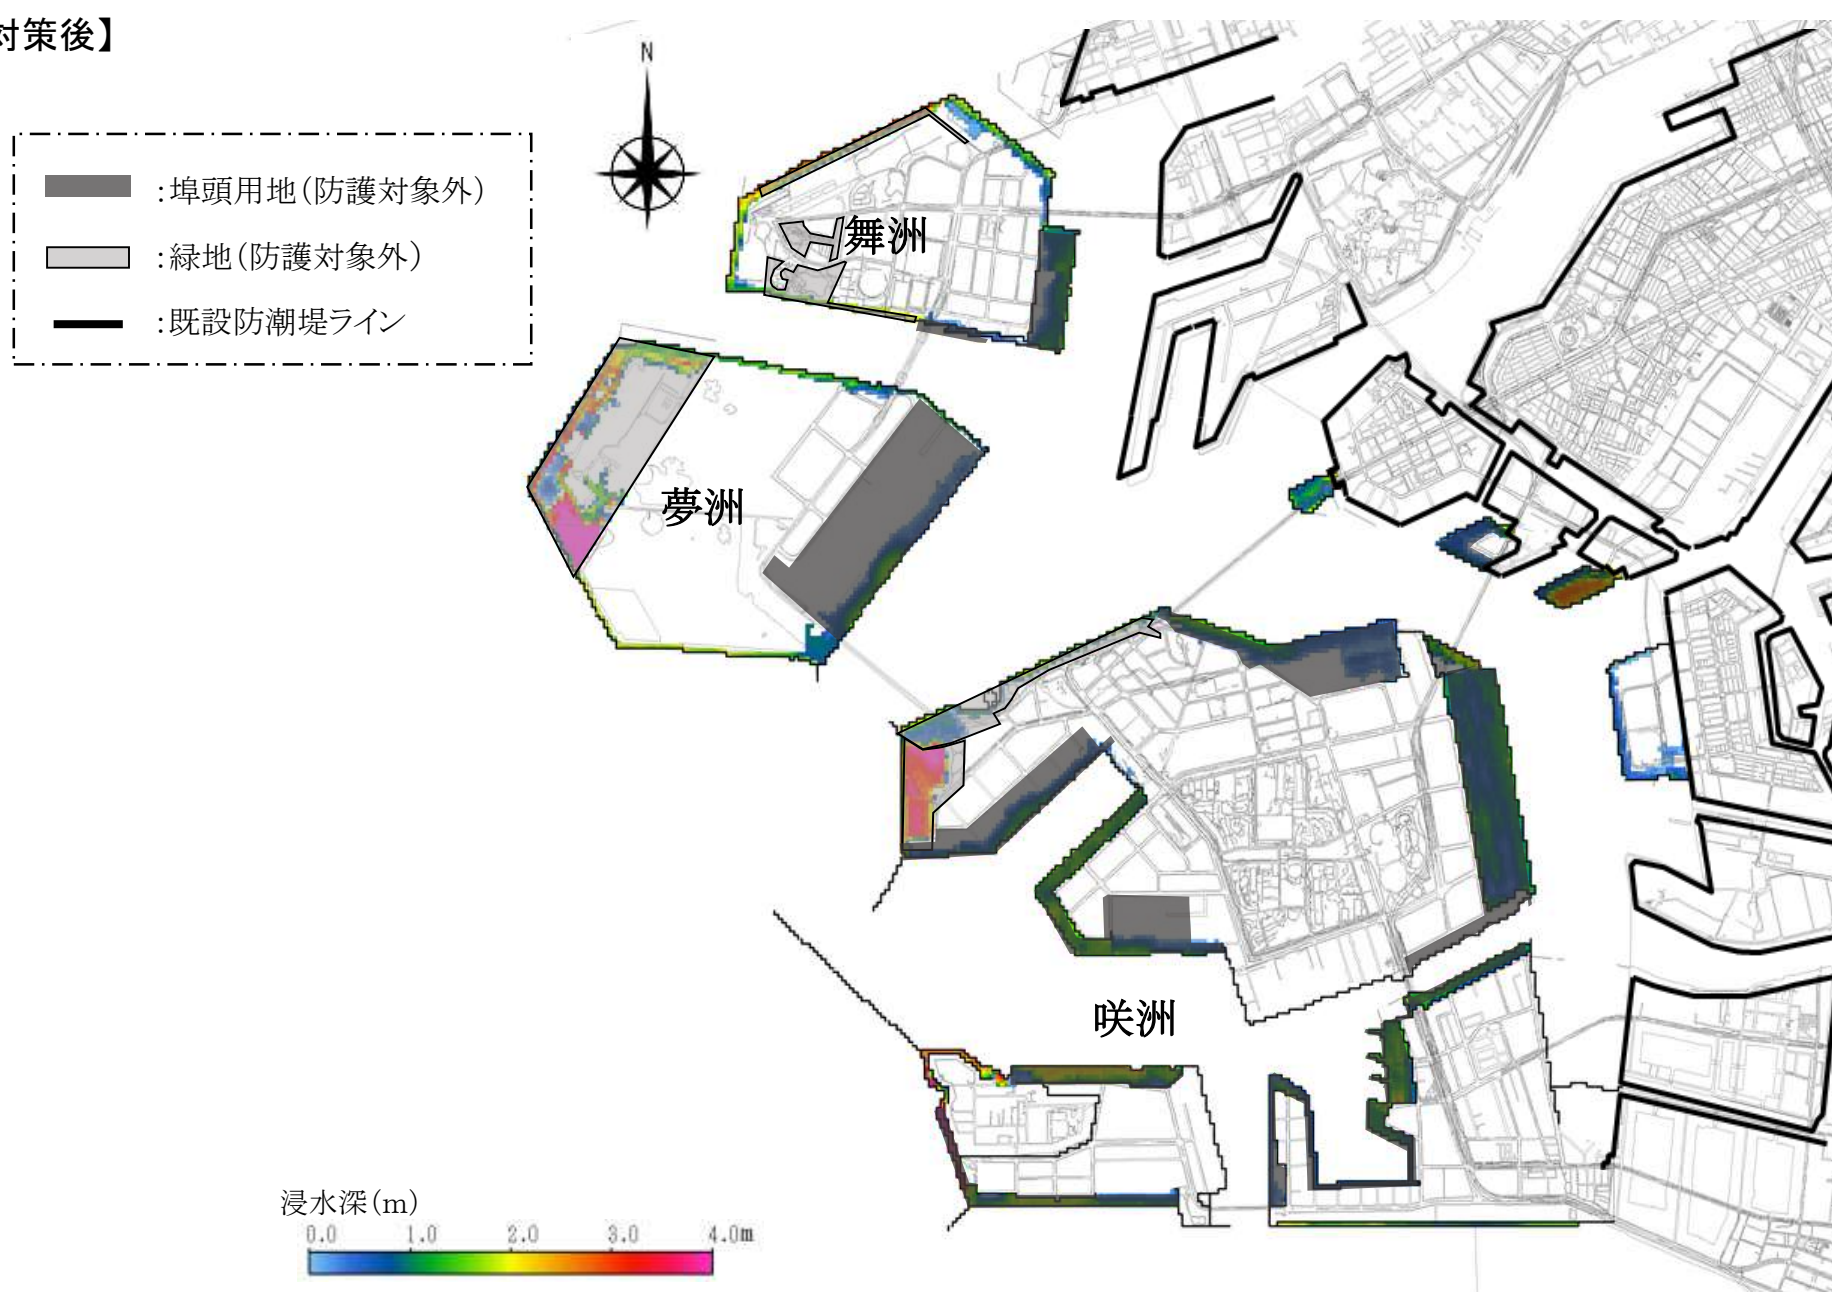 対策後】
N
:埠頭用地(防護対象外)
:緑地(防護対象外)
:既設防潮堤ライン
舞洲
夢洲
咲洲
浸水深(m)
0.0 1.0 2.0 3.0 4.0m